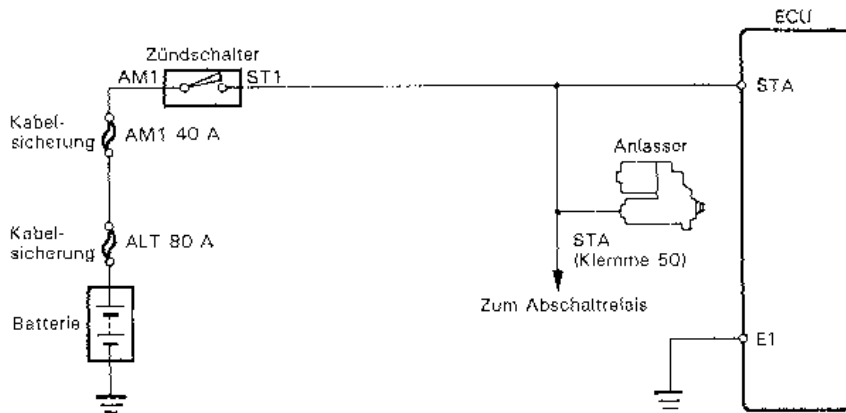 ECU
Zündschalter
AM1
ST1
STA
Kabel-
sicherung
AM1 40 A
Anlasser
Kabel-
sicherung
ALT 80 A
STA
(Klemme 50)
Zum Abschaltrelais
Batterie
E1